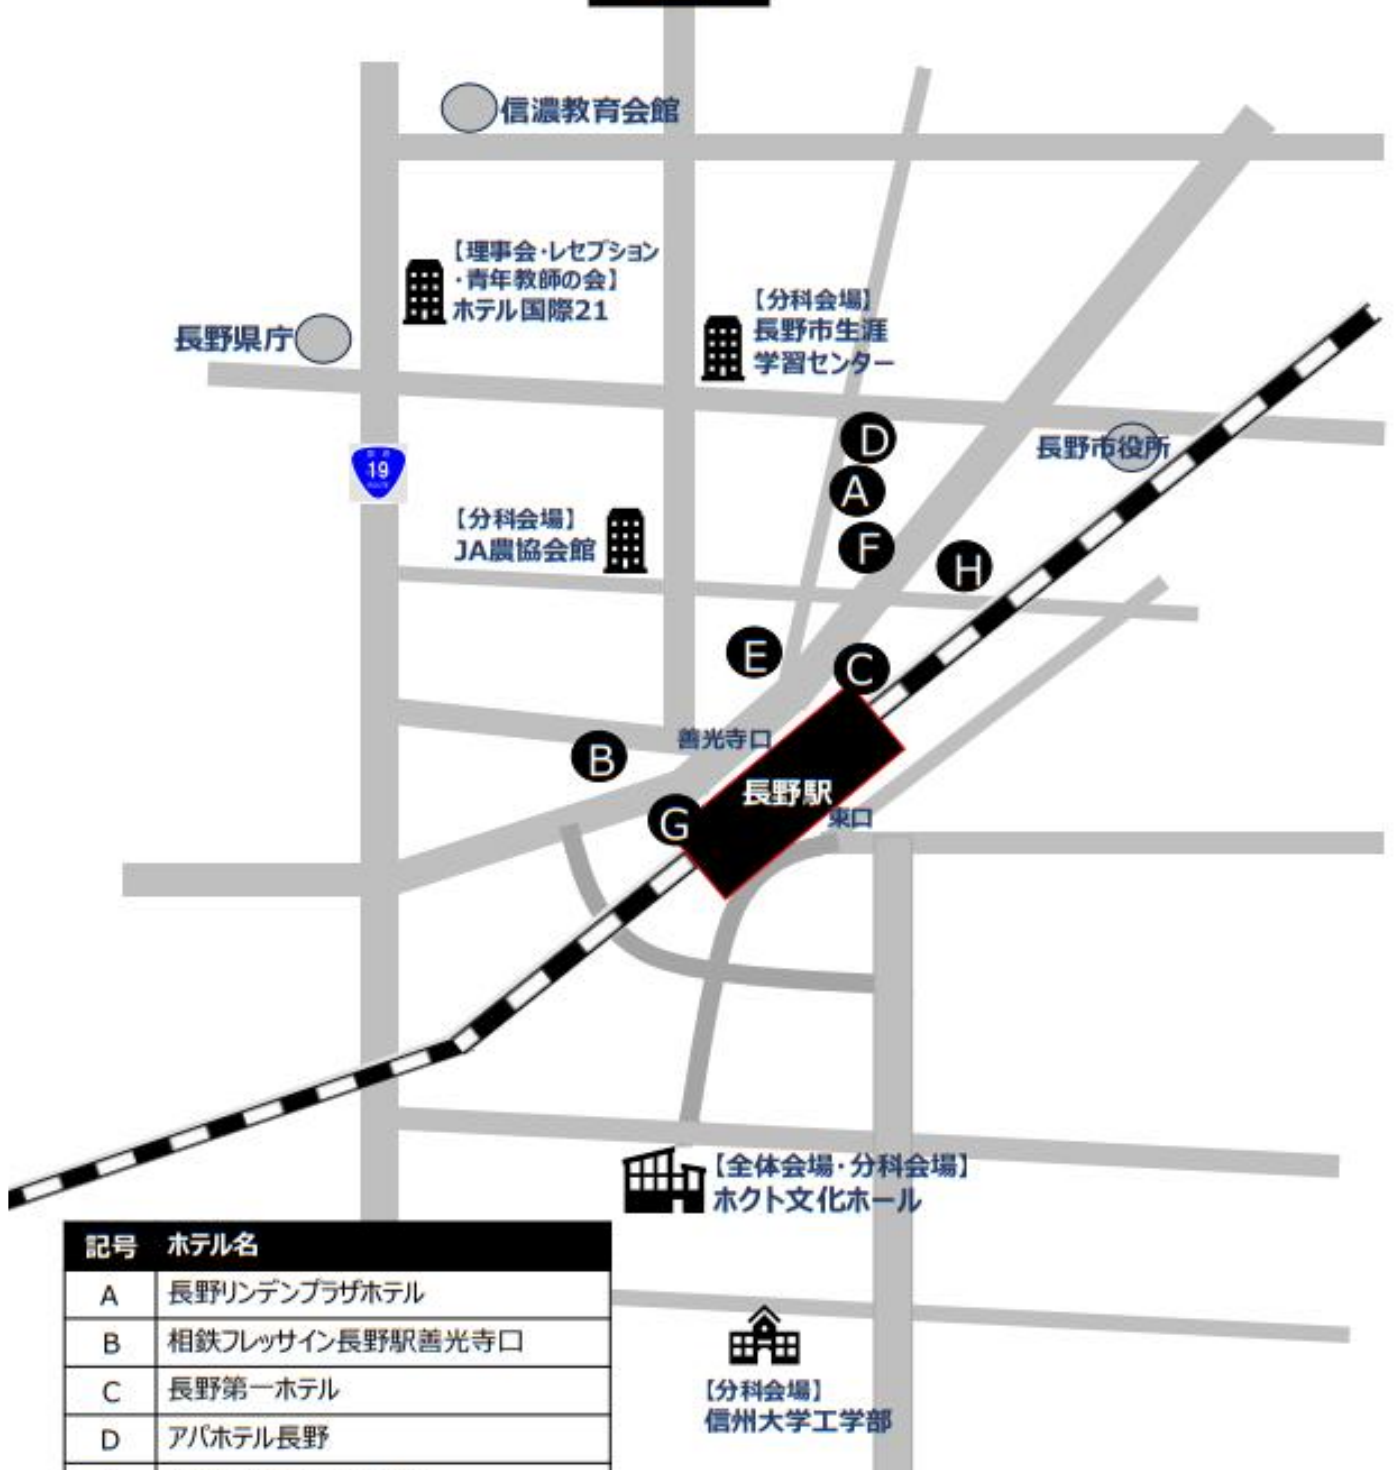 信濃教育会館
【理事会・レセプション
・青年教師の会】
ホテル国際21
【分科会場】
長野市生涯
学習センター
長野県庁
D
長野市役所
19
A
【分科会場】
JA農協会館
F
H
E
C
善光寺口
B
長野駅
G
東口
【全体会場・分科会場】
ホクト文化ホール
記号 ホテル名
A 長野リンデンプラザホテル
B 相鉄フレッサイン長野駅善光寺口
C 長野第一ホテル
D アパホテル長野
【分科会場】
信州大学工学部